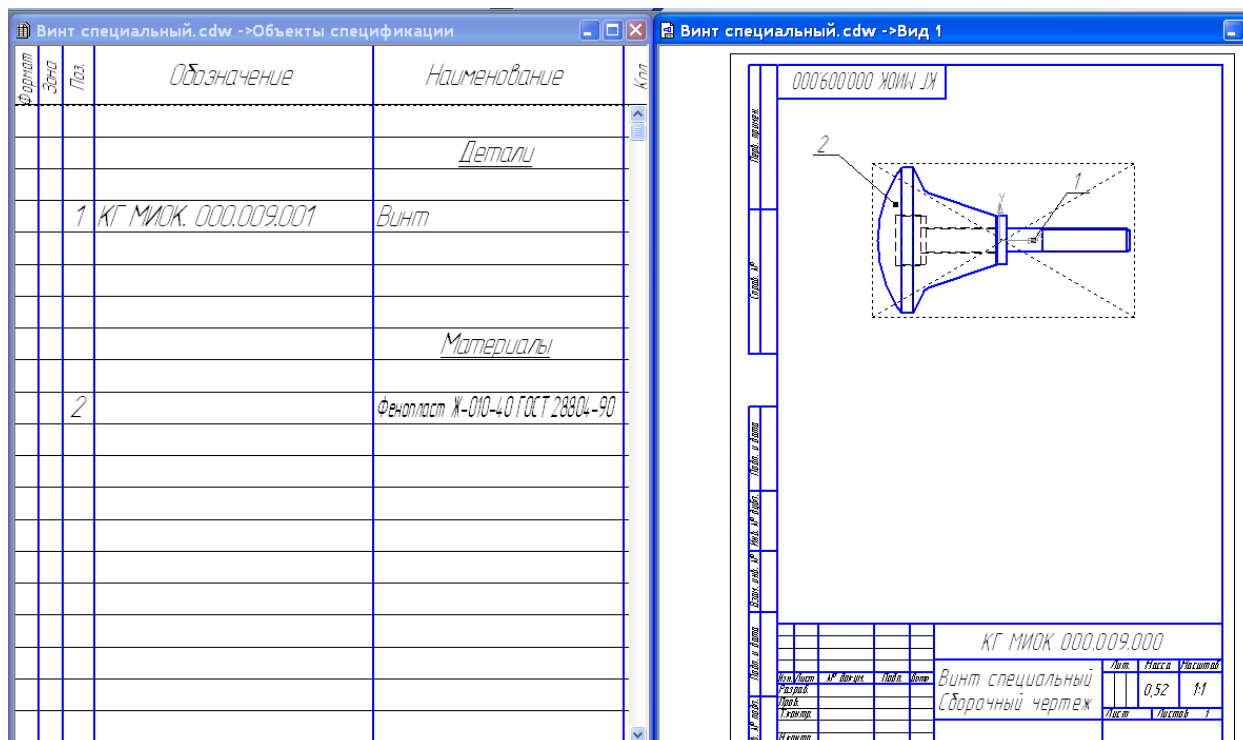 Винт специальный.cdw ->Объекты спецификации
Формат
Зона
Поз.
Обозначение
Наименование
Кол
Детали
1 КГ МИОК. 000.009.001 Винт
Материалы
2 Фенопласт Ж-010-40 ГОСТ 28804-90
Винт специальный.cdw ->Вид 1
КГ МИОК 000.009.000
Перв. примен.
2
1
Y
Справ. №
Подп. и дата
Инв. № дубл.
Взам. инв. №
Подп. и дата
№ подл.
КГ МИОК 000.009.000
Изм. Лист № докум. Подп. Дата
Разраб.
Пров.
Т.контр.
Н.контр.
Винт специальный
Сборочный чертеж
Лит. Масса Масштаб
0,52 1:1
Лист Листов 1